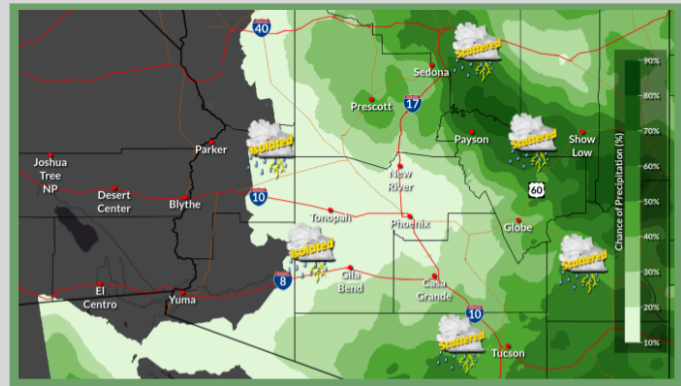 40
Scattered
90%
Sedona
80%
Prescott
17
70%
Isolated
Parker
Payson
Scattered
Show
Low
Joshua
Tree
NP
60%
New
River
Desert
Center
Blythe
10
60
Chance of Precipitation (%)
50%
Tonopah
Phoenix
Globe
40%
Isolated
Scattered
30%
Gila
Bend
Casa
Grande
8
El
Centro
Yuma
20%
10
Scattered
Tucson
10%